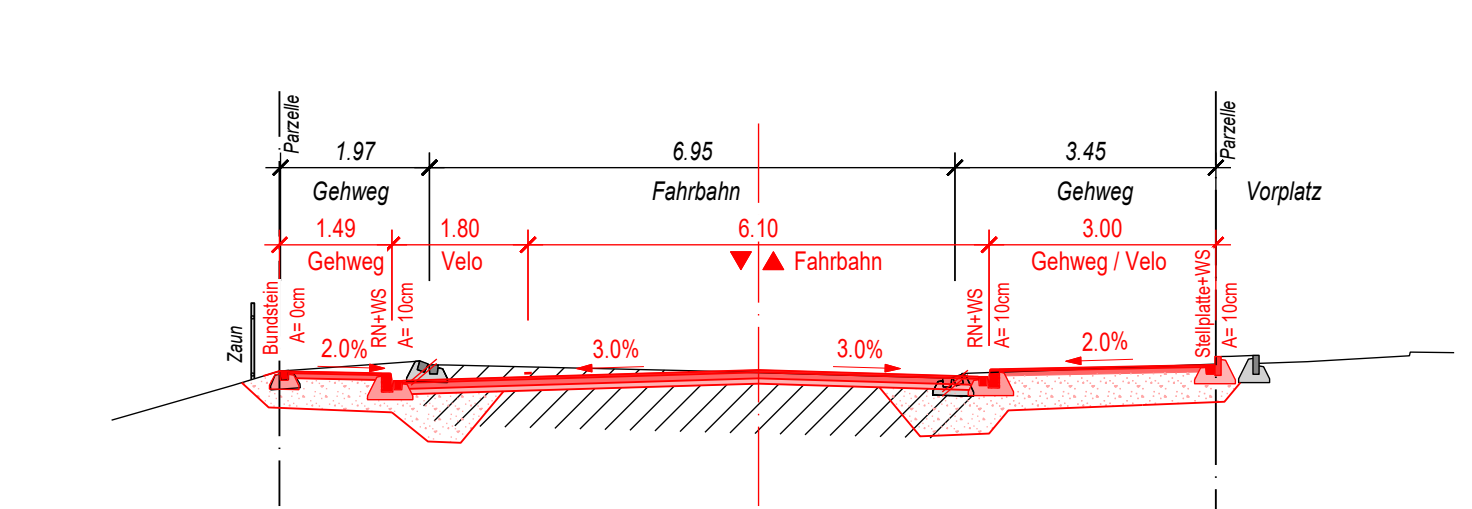 Parzelle
Parzelle
1.97
6.95
3.45
Gehweg
Fahrbahn
Gehweg
Vorplatz
1.49
1.80
6.10
3.00
Gehweg
Velo
Fahrbahn
Gehweg / Velo
Zaun
Bundstein
A= 0cm
RN+WS
A= 10cm
RN+WS
A= 10cm
Stellplatte+WS
A= 10cm
2.0%
3.0%
3.0%
2.0%